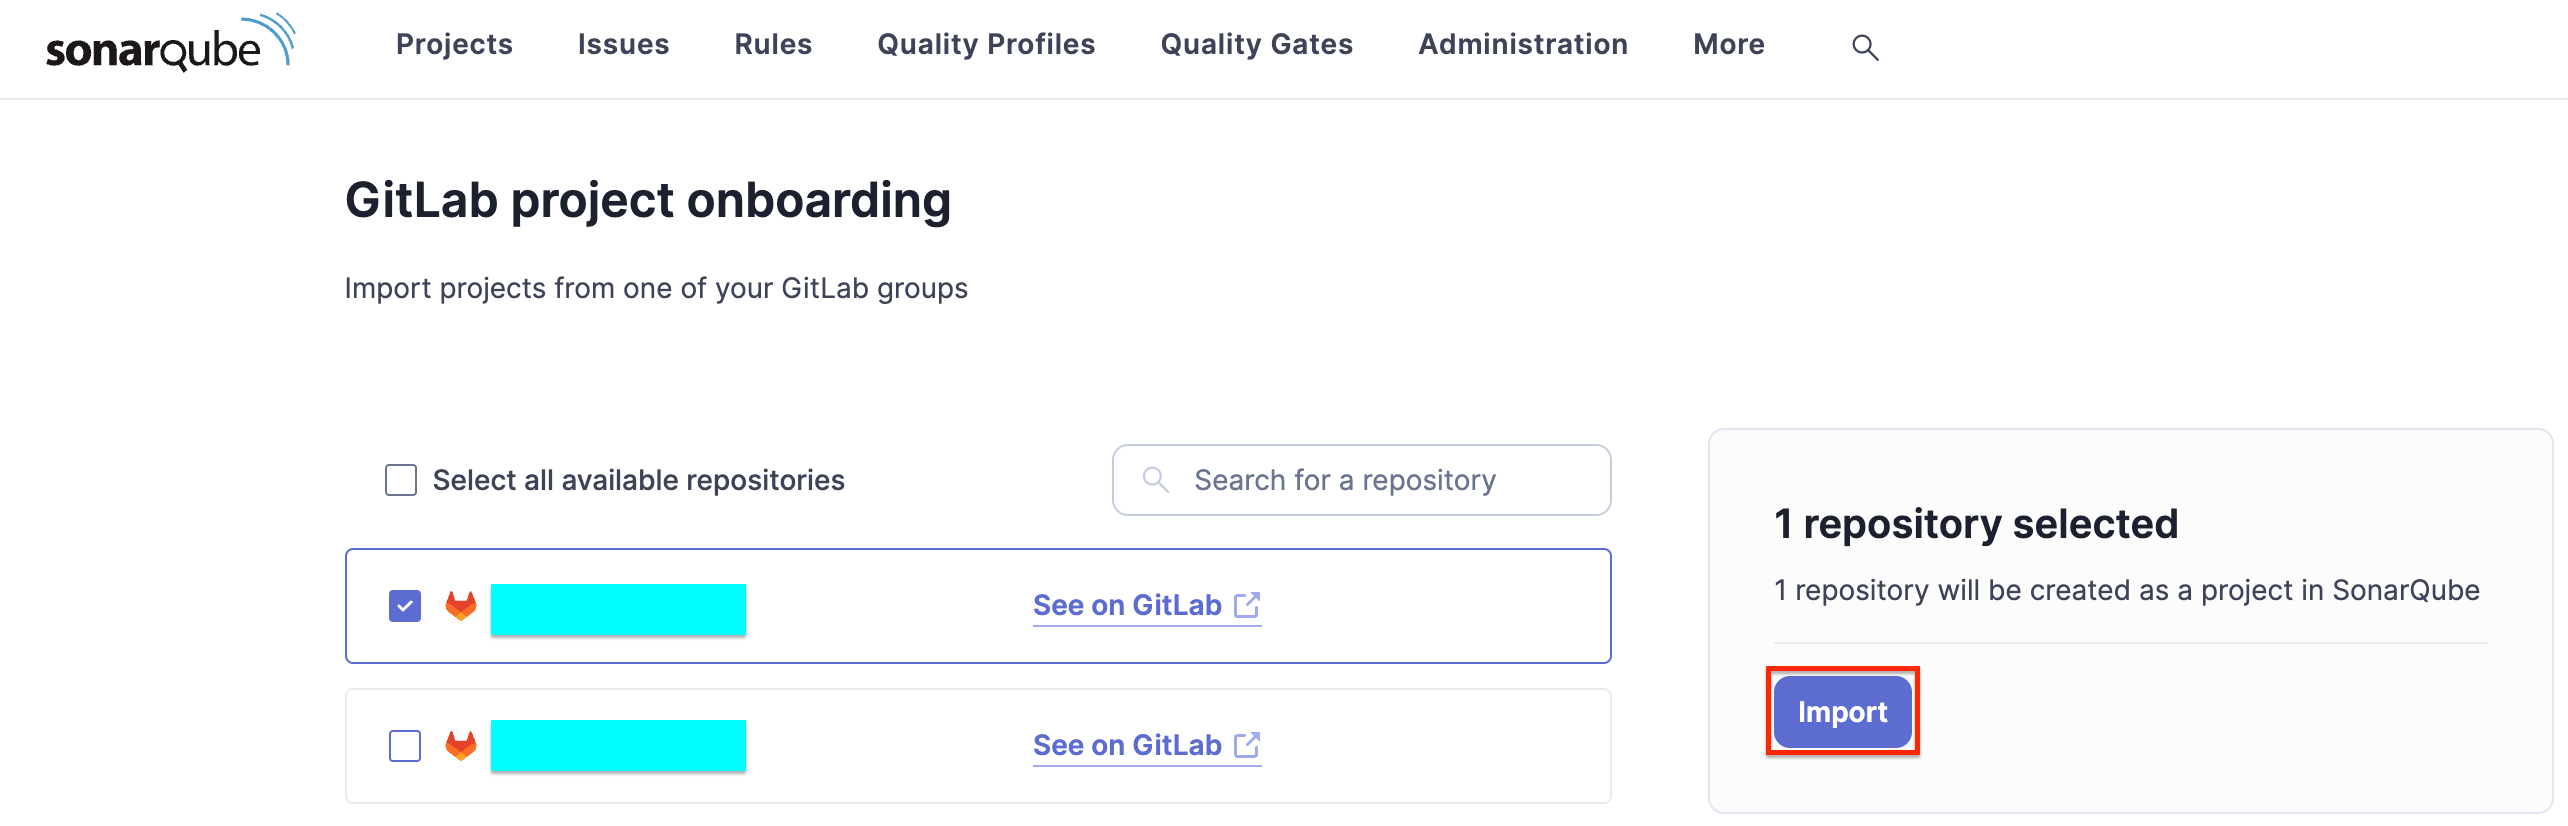 sonarqube Projects Issues Rules Quality Profiles Quality Gates Administration More
GitLab project onboarding
Import projects from one of your GitLab groups
Select all available repositories
Search for a repository
See on GitLab
See on GitLab
1 repository selected
1 repository will be created as a project in SonarQube
Import